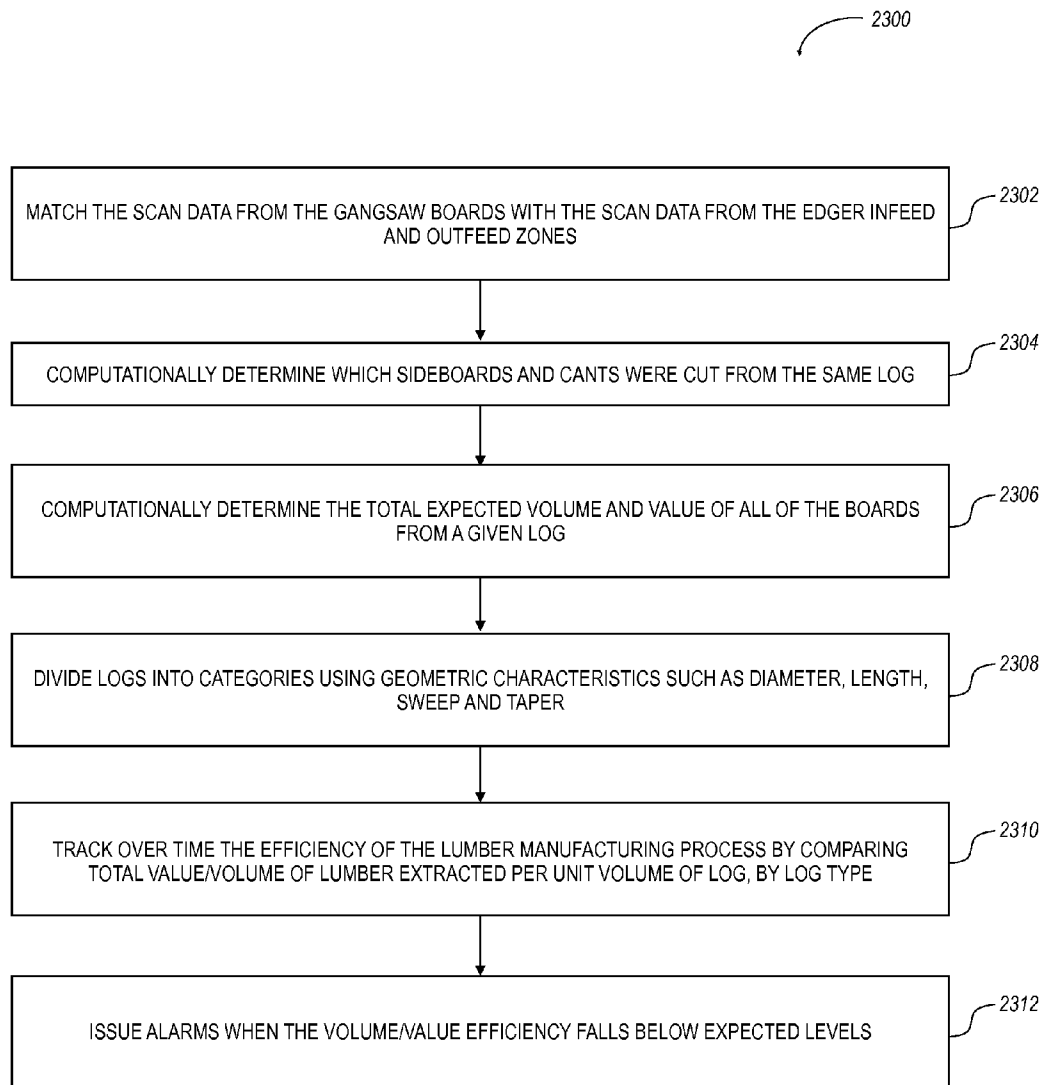 2300
MATCH THE SCAN DATA FROM THE GANGSAW BOARDS WITH THE SCAN DATA FROM THE EDGER INFEED
AND OUTFEED ZONES
2302
COMPUTATIONALLY DETERMINE WHICH SIDEBOARDS AND CANTS WERE CUT FROM THE SAME LOG
2304
COMPUTATIONALLY DETERMINE THE TOTAL EXPECTED VOLUME AND VALUE OF ALL OF THE BOARDS
FROM A GIVEN LOG
2306
DIVIDE LOGS INTO CATEGORIES USING GEOMETRIC CHARACTERISTICS SUCH AS DIAMETER, LENGTH,
SWEEP AND TAPER
2308
TRACK OVER TIME THE EFFICIENCY OF THE LUMBER MANUFACTURING PROCESS BY COMPARING
TOTAL VALUE/VOLUME OF LUMBER EXTRACTED PER UNIT VOLUME OF LOG, BY LOG TYPE
2310
ISSUE ALARMS WHEN THE VOLUME/VALUE EFFICIENCY FALLS BELOW EXPECTED LEVELS
2312